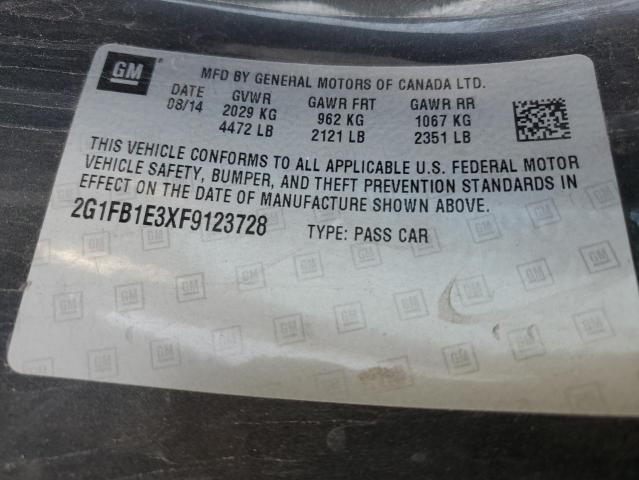 GM
MFD BY GENERAL MOTORS OF CANADA LTD.
DATE GVWR GAWR FRT GAWR RR
08/14 2029 KG 962 KG 1067 KG
4472 LB 2121 LB 2351 LB
THIS VEHICLE CONFORMS TO ALL APPLICABLE U.S. FEDERAL MOTOR
VEHICLE SAFETY, BUMPER, AND THEFT PREVENTION STANDARDS IN
EFFECT ON THE DATE OF MANUFACTURE SHOWN ABOVE.
2G1FB1E3XF9123728 TYPE: PASS CAR